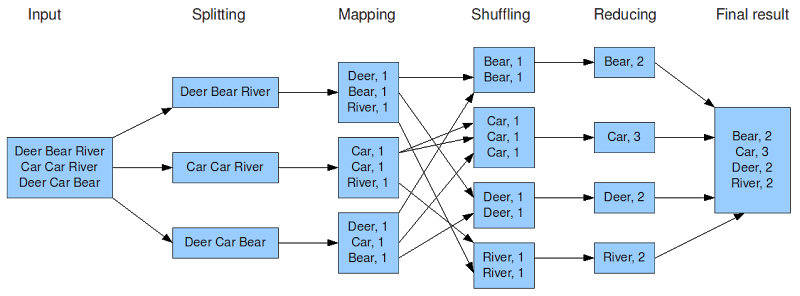 Input
Splitting
Mapping
Shuffling
Reducing
Final result
Deer Bear River
Car Car River
Deer Car Bear
Deer Bear River
Car Car River
Deer Car Bear
Deer, 1
Bear, 1
River, 1
Car, 1
Car, 1
River, 1
Deer, 1
Car, 1
Bear, 1
Bear, 1
Bear, 1
Car, 1
Car, 1
Car, 1
Deer, 1
Deer, 1
River, 1
River, 1
Bear, 2
Car, 3
Deer, 2
River, 2
Bear, 2
Car, 3
Deer, 2
River, 2